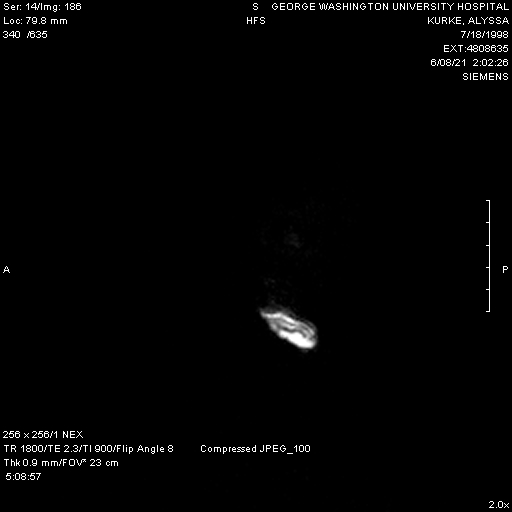 Ser: 14/Img: 186
Loc: 79.8 mm
340 /635
S
HFS
GEORGE WASHINGTON UNIVERSITY HOSPITAL
KURKE, ALYSSA
7/18/1998
EXT:4808635
6/08/21 2:02:26
SIEMENS
A
P
256 x 256/1 NEX
TR 1800/TE 2.3/TI 900/Flip Angle 8
Compressed JPEG_100
Thk 0.9 mm/FOV* 23 cm
5:08:57
2.0x